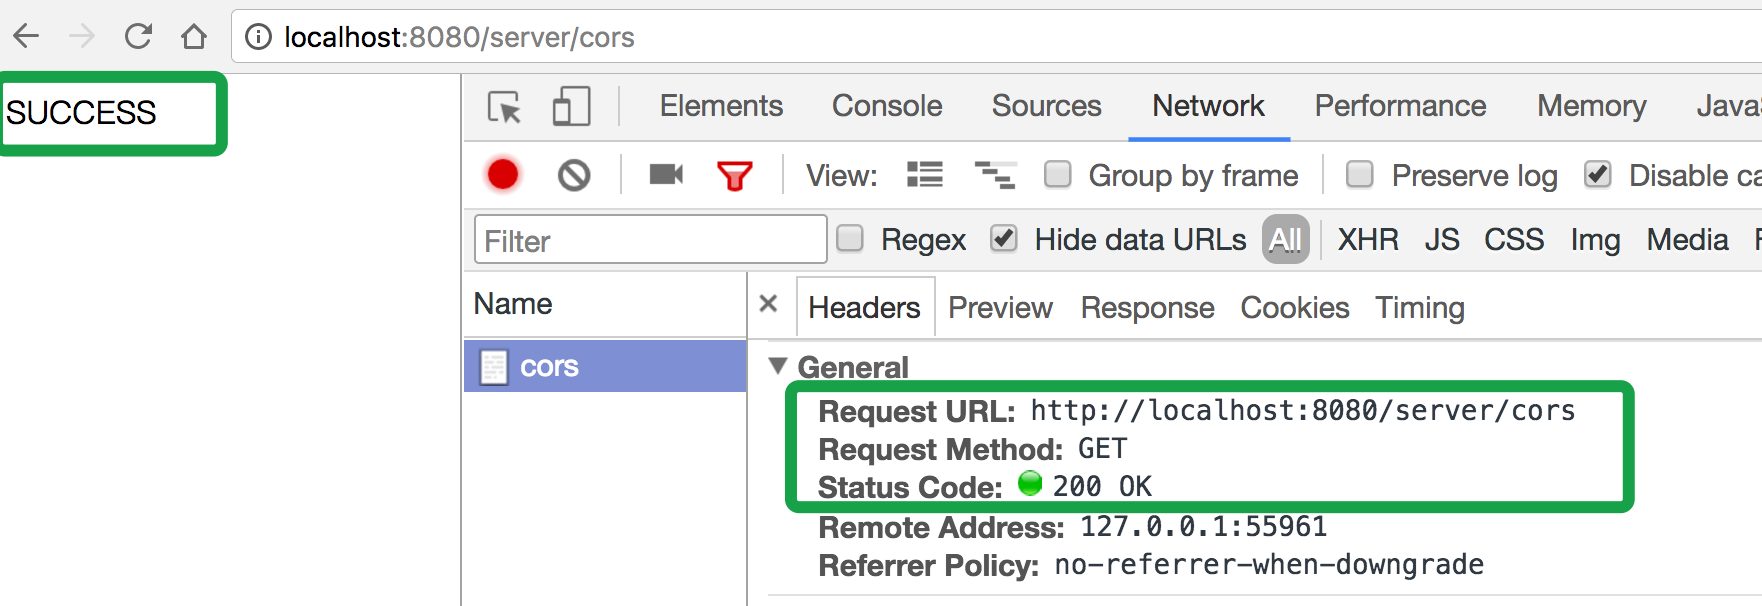 localhost:8080/server/cors
SUCCESS
Elements Console Sources Network Performance Memory
View: Group by frame Preserve log Disable
Filter Regex Hide data URLs All XHR JS CSS Img Media
Name
Headers Preview Response Cookies Timing
cors
General
Request URL: http://localhost:8080/server/cors
Request Method: GET
Status Code: 200 OK
Remote Address: 127.0.0.1:55961
Referrer Policy: no-referrer-when-downgrade